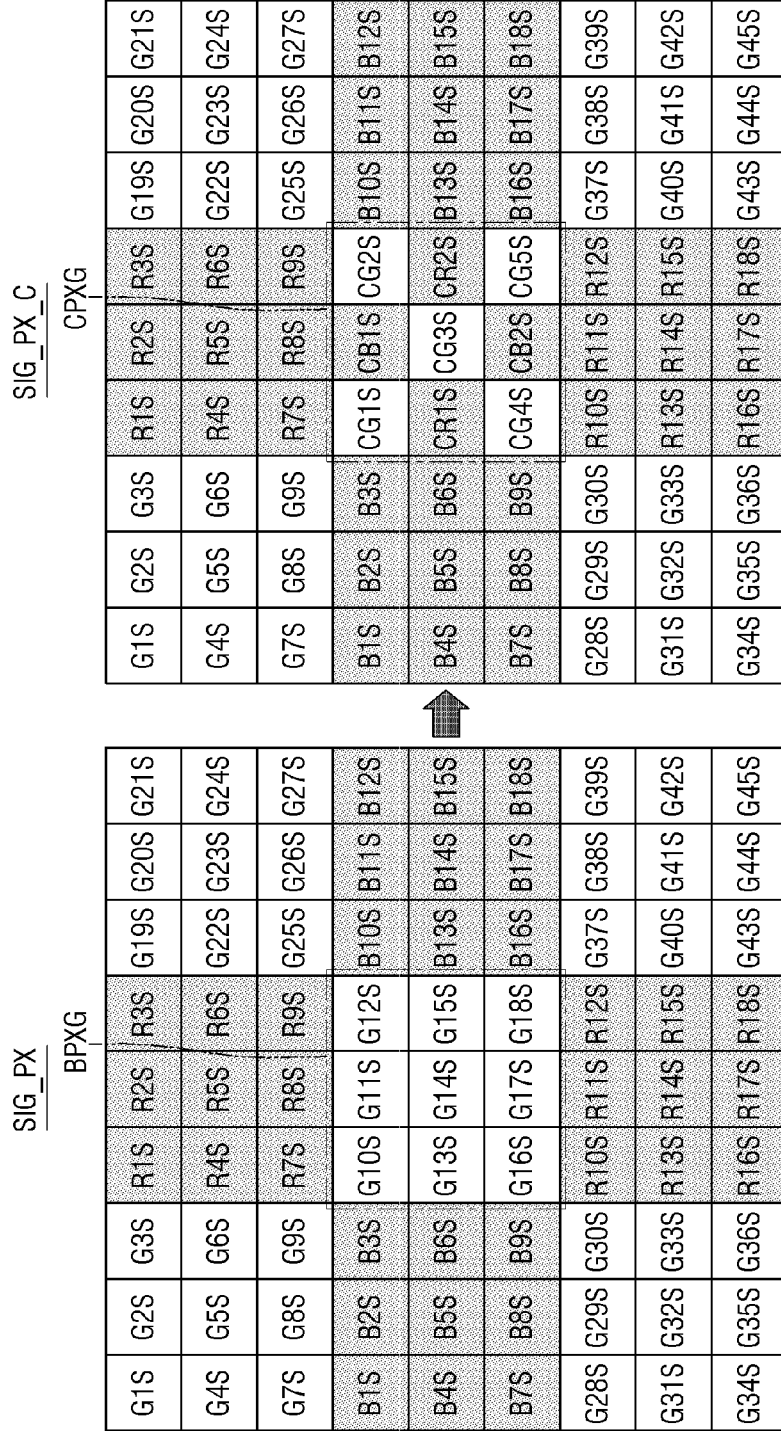 SIG_PX
BPXG
G1S G2S G3S R1S R2S R3S G19S G20S G21S
G4S G5S G6S R4S R5S R6S G22S G23S G24S
G7S G8S G9S R7S R8S R9S G25S G26S G27S
B1S B2S B3S G10S G11S G12S B10S B11S B12S
B4S B5S B6S G13S G14S G15S B13S B14S B15S
B7S B8S B9S G16S G17S G18S B16S B17S B18S
G28S G29S G30S R10S R11S R12S G37S G38S G39S
G31S G32S G33S R13S R14S R15S G40S G41S G42S
G34S G35S G36S R16S R17S R18S G43S G44S G45S
SIG_PX_C
CPXG
G1S G2S G3S R1S R2S R3S G19S G20S G21S
G4S G5S G6S R4S R5S R6S G22S G23S G24S
G7S G8S G9S R7S R8S R9S G25S G26S G27S
B1S B2S B3S CG1S CB1S CG2S B10S B11S B12S
B4S B5S B6S CR1S CG3S CR2S B13S B14S B15S
B7S B8S B9S CG4S CB2S CG5S B16S B17S B18S
G28S G29S G30S R10S R11S R12S G37S G38S G39S
G31S G32S G33S R13S R14S R15S G40S G41S G42S
G34S G35S G36S R16S R17S R18S G43S G44S G45S